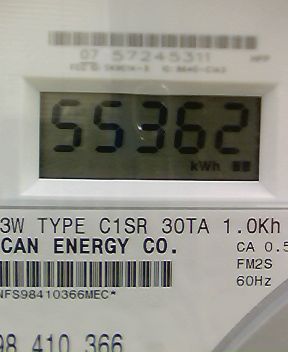 07 57245311
55362
kWh
3W TYPE C1SR 30TA 1.0Kh
CAN ENERGY CO.
CA 0.5
FM2S
60Hz
NFS98410366MEC*
98 410 366